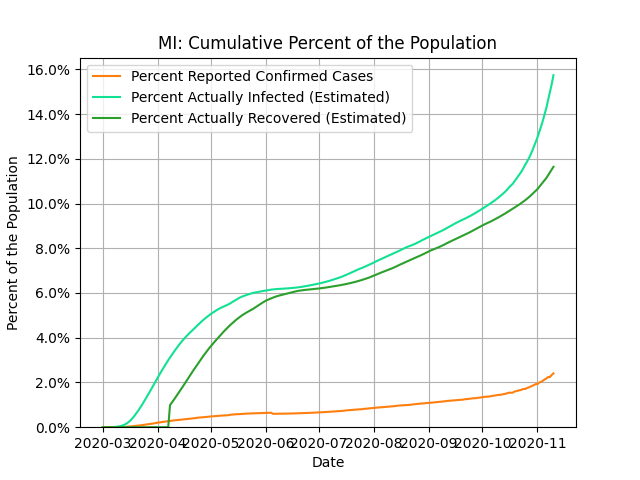 MI: Cumulative Percent of the Population
Percent Reported Confirmed Cases
Percent Actually Infected (Estimated)
Percent Actually Recovered (Estimated)
Percent of the Population
16.0%
14.0%
12.0%
10.0%
8.0%
6.0%
4.0%
2.0%
0.0%
2020-03 2020-04 2020-05 2020-06 2020-07 2020-08 2020-09 2020-10 2020-11
Date